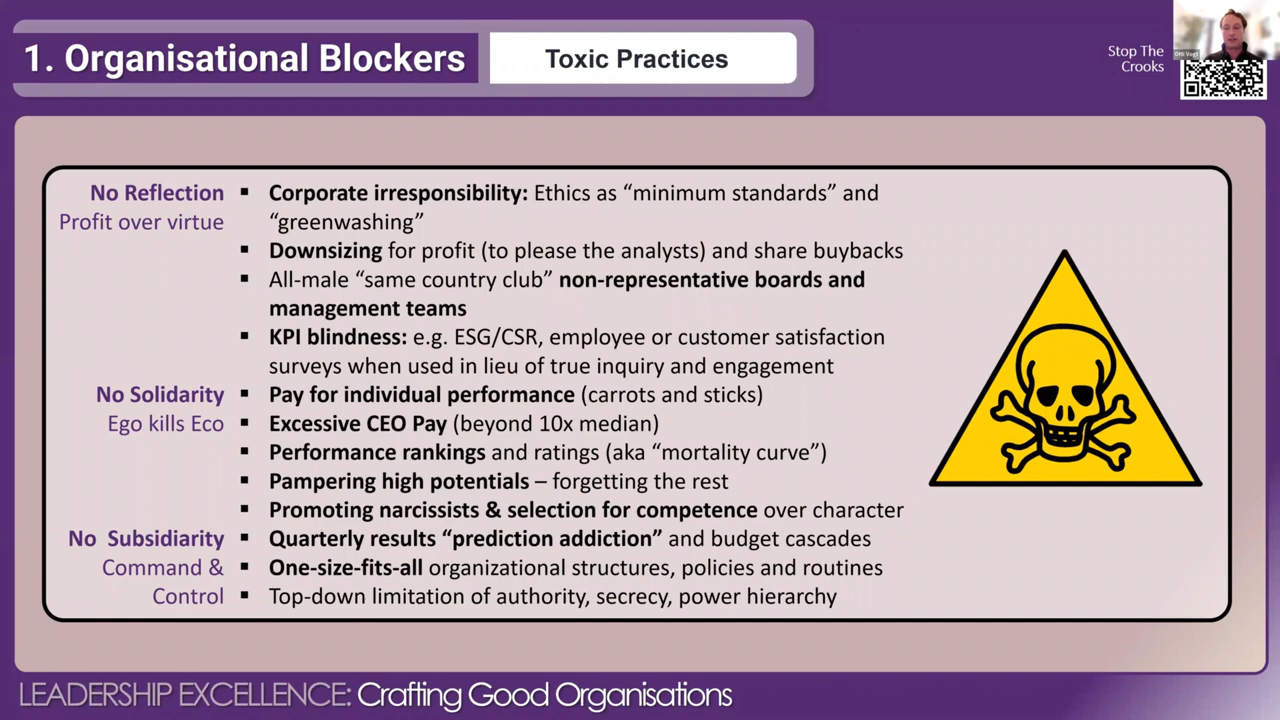 1. Organisational Blockers
Toxic Practices
Stop The
Crooks
No Reflection
Profit over virtue
▪ Corporate irresponsibility: Ethics as “minimum standards” and
“greenwashing”
▪ Downsizing for profit (to please the analysts) and share buybacks
▪ All-male “same country club” non-representative boards and
management teams
▪ KPI blindness: e.g. ESG/CSR, employee or customer satisfaction
surveys when used in lieu of true inquiry and engagement
No Solidarity
Ego kills Eco
▪ Pay for individual performance (carrots and sticks)
▪ Excessive CEO Pay (beyond 10x median)
▪ Performance rankings and ratings (aka “mortality curve”)
▪ Pampering high potentials – forgetting the rest
▪ Promoting narcissists & selection for competence over character
No Subsidiarity
Command &
Control
▪ Quarterly results “prediction addiction” and budget cascades
▪ One-size-fits-all organizational structures, policies and routines
▪ Top-down limitation of authority, secrecy, power hierarchy
LEADERSHIP EXCELLENCE: Crafting Good Organisations